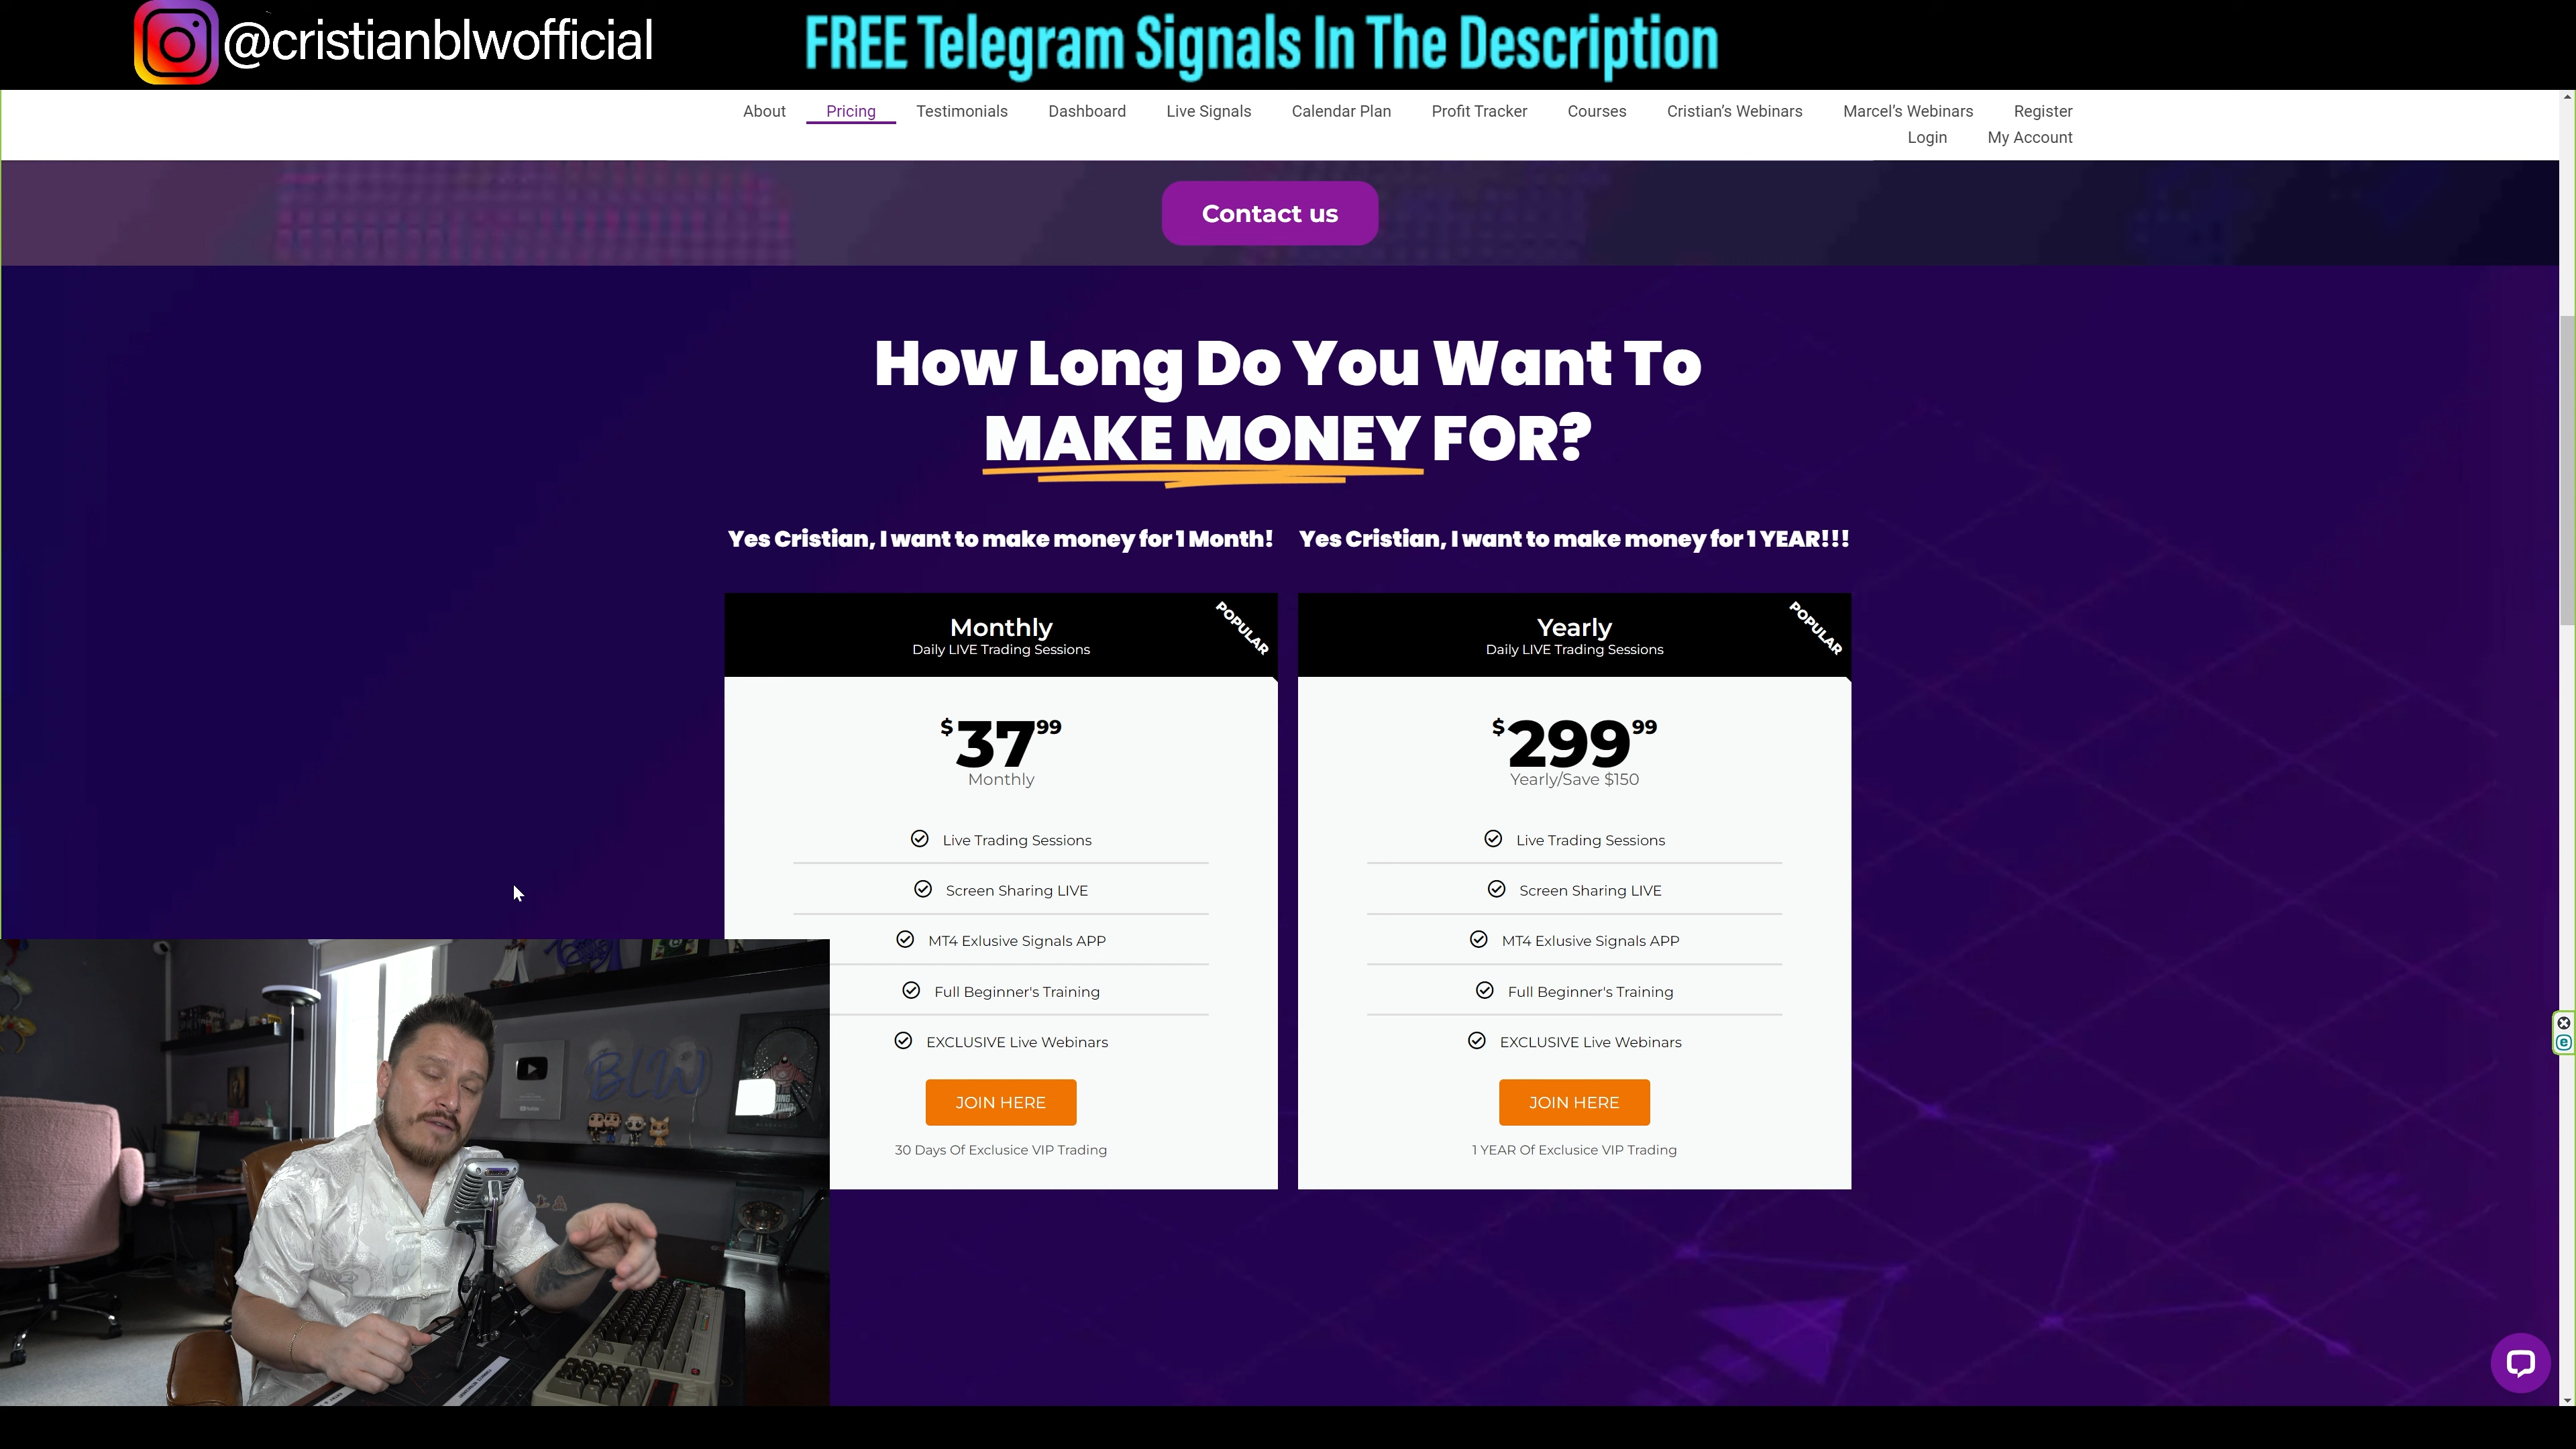 @cristianblwofficial
FREE Telegram Signals In The Description
About Pricing Testimonials Dashboard Live Signals Calendar Plan Profit Tracker Courses Cristian's Webinars Marcel's Webinars Register
Login My Account
Contact us
How Long Do You Want To
MAKE MONEY FOR?
Yes Cristian, I want to make money for 1 Month!
Yes Cristian, I want to make money for 1 YEAR!!!
Monthly
Daily LIVE Trading Sessions
POPULAR
$37.99
Monthly
Live Trading Sessions
Screen Sharing LIVE
MT4 Exlusive Signals APP
Full Beginner's Training
EXCLUSIVE Live Webinars
JOIN HERE
30 Days Of Exclusice VIP Trading
Yearly
Daily LIVE Trading Sessions
POPULAR
$299.99
Yearly/Save $150
Live Trading Sessions
Screen Sharing LIVE
MT4 Exlusive Signals APP
Full Beginner's Training
EXCLUSIVE Live Webinars
JOIN HERE
1 YEAR Of Exclusice VIP Trading
BLW